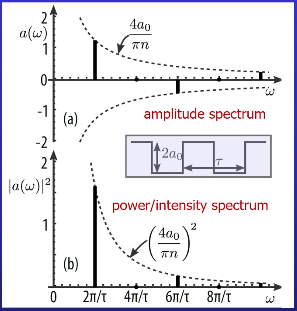 2
a(ω)
1
0
-1
-2
4a₀
πn
ω
(a)
amplitude spectrum
2a₀
τ
2
|a(ω)|²
1
power/intensity spectrum
(4a₀/πn)²
(b)
0 2π/τ 4π/τ 6π/τ 8π/τ ω